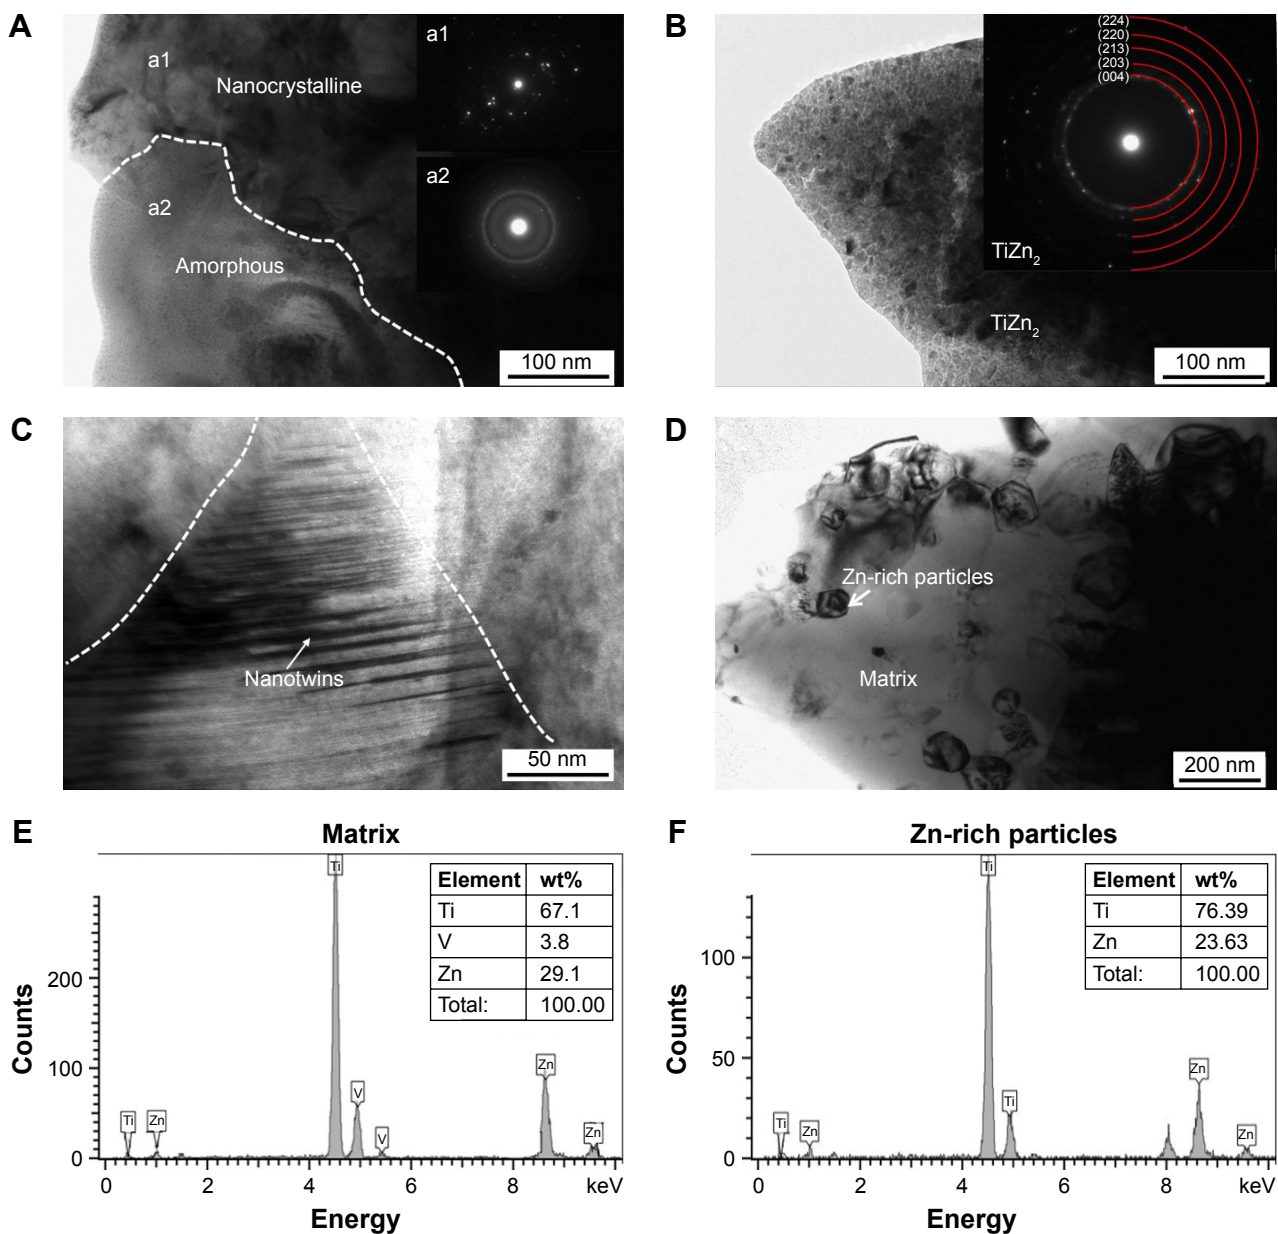 A
a1
Nanocrystalline
a1
a2
a2
Amorphous
100 nm
B
(224)
(220)
(213)
(203)
(004)
TiZn2
TiZn2
100 nm
C
Nanotwins
50 nm
D
Zn-rich particles
Matrix
200 nm
E
Matrix
Counts
200
100
0
Ti
Zn
Ti
V
V
Zn
Zn
Element wt%
Ti 67.1
V 3.8
Zn 29.1
Total: 100.00
0 2 4 6 8 keV
Energy
F
Zn-rich particles
Counts
100
50
0
Ti
Zn
Ti
Ti
Zn
Zn
Element wt%
Ti 76.39
Zn 23.63
Total: 100.00
0 2 4 6 8 keV
Energy